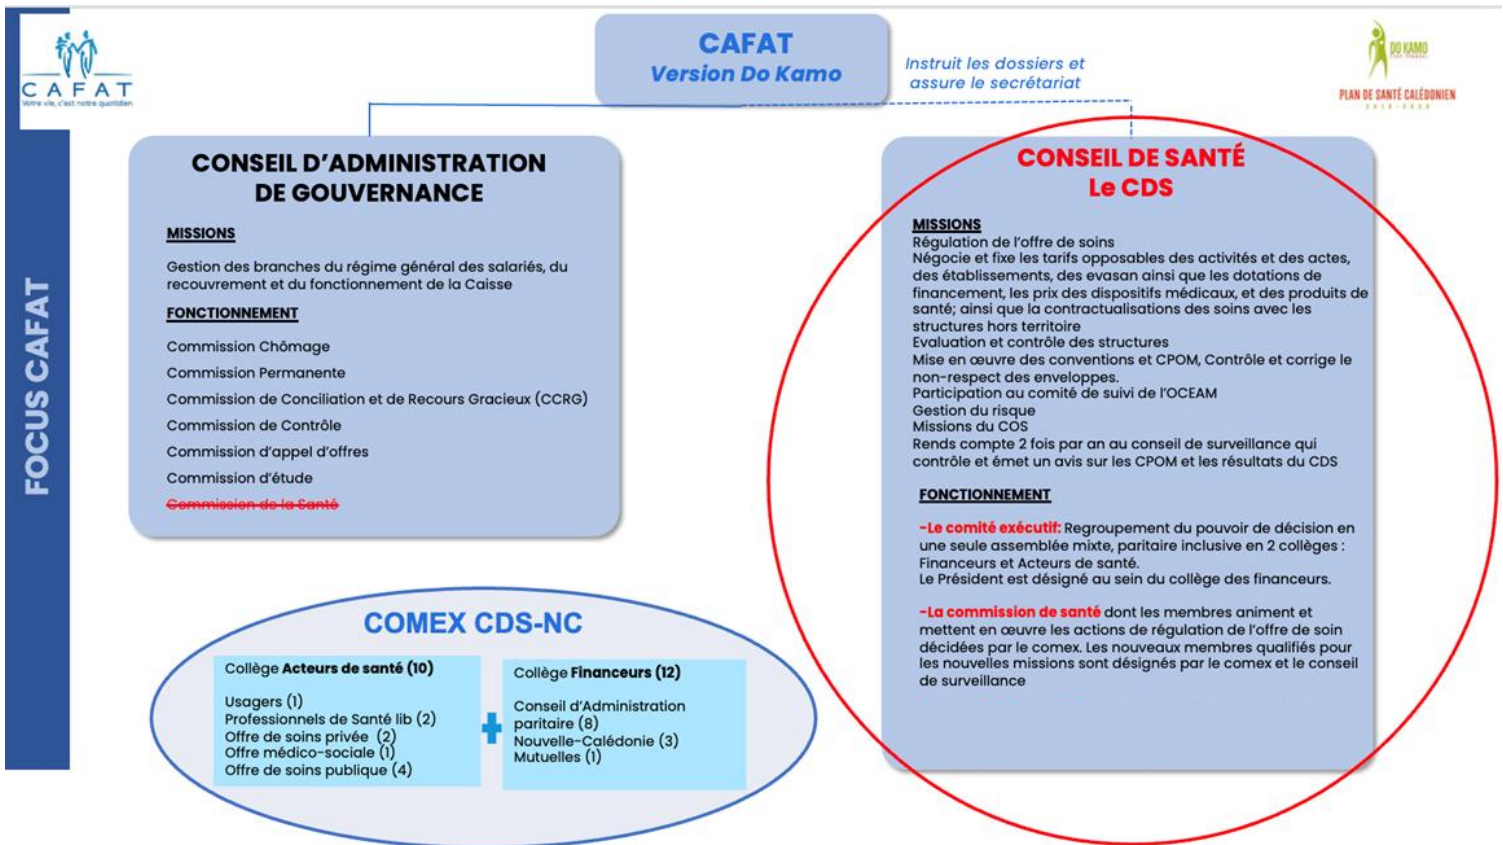 CAFAT
Votre vie, c'est notre quotidien
FOCUS CAFAT
CAFAT
Version Do Kamo
Instruit les dossiers et
assure le secrétariat
DO KAMO
PLAN DE SANTÉ CALÉDONIEN
CONSEIL D'ADMINISTRATION
DE GOUVERNANCE
MISSIONS
Gestion des branches du régime général des salariés, du
recouvrement et du fonctionnement de la Caisse
FONCTIONNEMENT
Commission Chômage
Commission Permanente
Commission de Conciliation et de Recours Gracieux (CCRG)
Commission de Contrôle
Commission d'appel d'offres
Commission d'étude
Commission de la Santé
CONSEIL DE SANTÉ
Le CDS
MISSIONS
Régulation de l'offre de soins
Négocie et fixe les tarifs opposables des activités et des actes,
des établissements, des evasan ainsi que les dotations de
financement, les prix des dispositifs médicaux, et des produits de
santé; ainsi que la contractualisations des soins avec les
structures hors territoire
Evaluation et contrôle des structures
Mise en œuvre des conventions et CPOM, Contrôle et corrige le
non-respect des enveloppes.
Participation au comité de suivi de l'OCEAM
Gestion du risque
Missions du COS
Rends compte 2 fois par an au conseil de surveillance qui
contrôle et émet un avis sur les CPOM et les résultats du CDS
FONCTIONNEMENT
-Le comité exécutif: Regroupement du pouvoir de décision en
une seule assemblée mixte, paritaire inclusive en 2 collèges :
Financeurs et Acteurs de santé.
Le Président est désigné au sein du collège des financeurs.
-La commission de santé dont les membres animent et
mettent en œuvre les actions de régulation de l'offre de soin
décidées par le comex. Les nouveaux membres qualifiés pour
les nouvelles missions sont désignés par le comex et le conseil
de surveillance
COMEX CDS-NC
Collège Acteurs de santé (10)
Usagers (1)
Professionnels de Santé lib (2)
Offre de soins privée (2)
Offre médico-sociale (1)
Offre de soins publique (4)
Collège Financeurs (12)
Conseil d'Administration
paritaire (8)
Nouvelle-Calédonie (3)
Mutuelles (1)